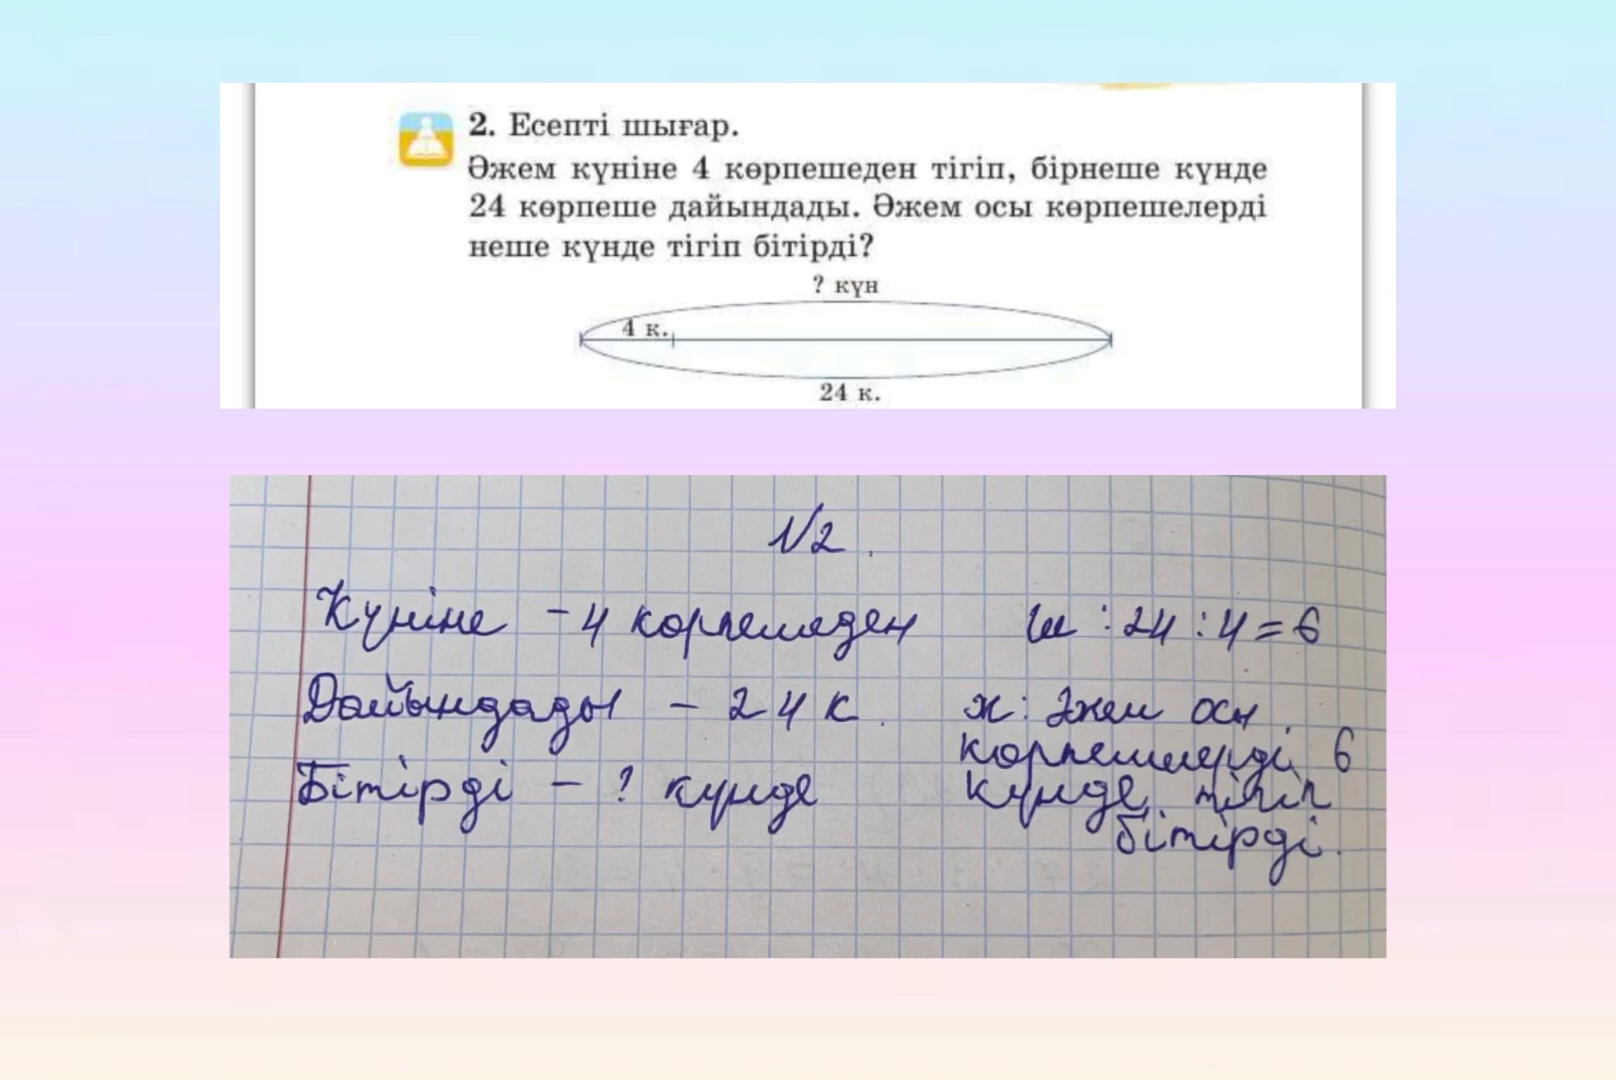 2. Есепті шығар.
Әжем күніне 4 көрпешеден тігіп, бірнеше күнде
24 көрпеше дайындады. Әжем осы көрпешелерді
неше күнде тігіп бітірді?
? күн
4 к.
24 к.
№2.
Күніне - 4 көрпешеден
Дайындады - 24 к.
Бітірді - ? күнде
Ш: 24 : 4 = 6
Ж: Әжем осы
көрпешелерді 6
күнде тігіп
бітірді.